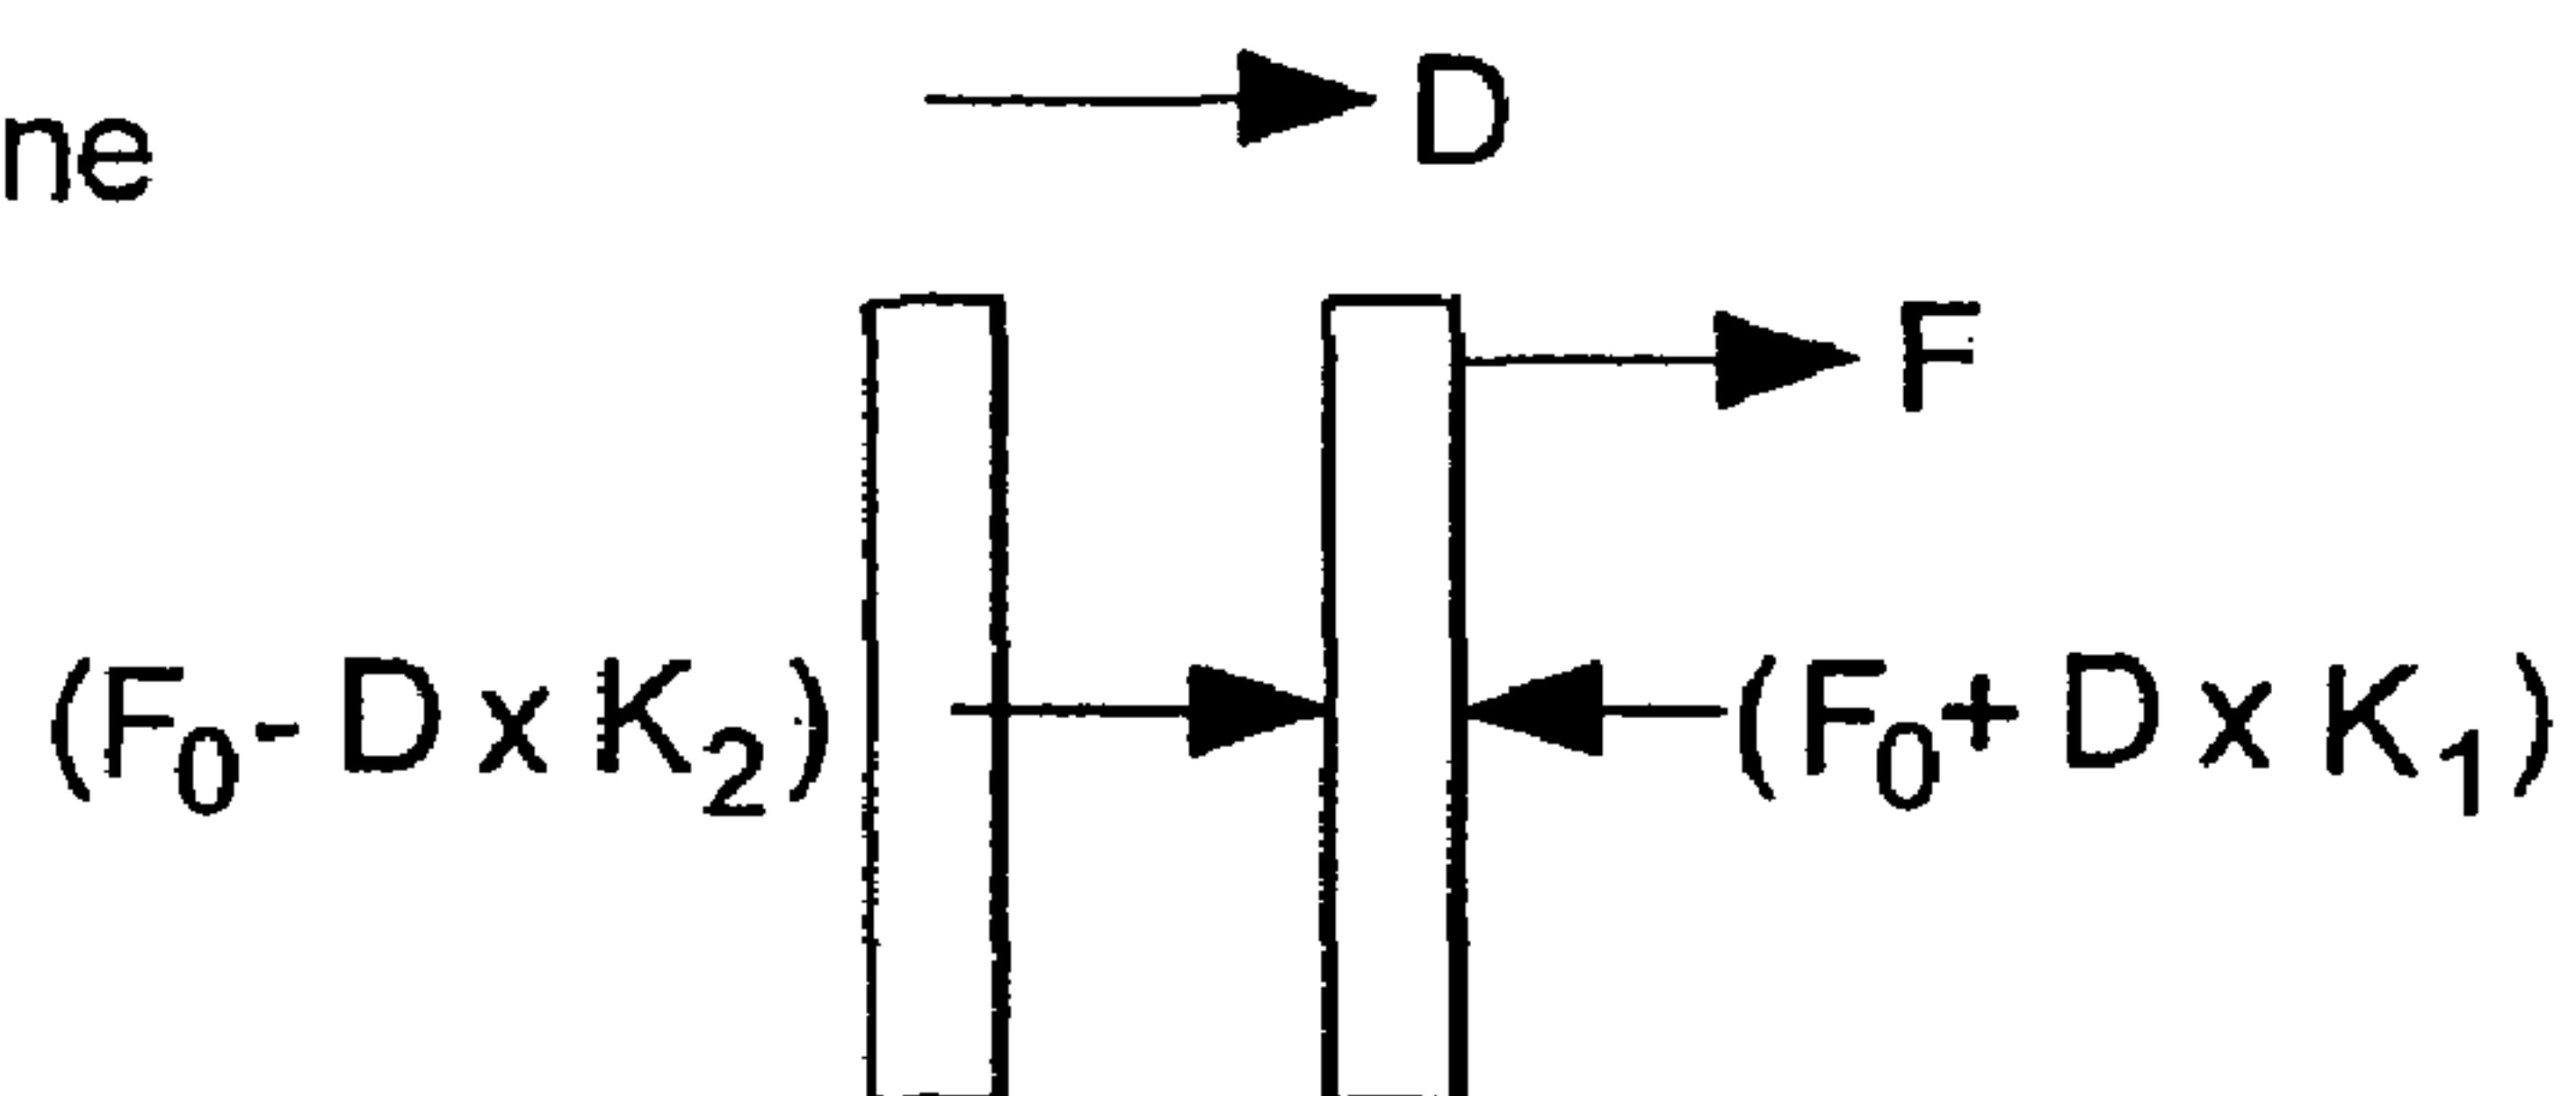 D
ne
F
(F₀- D x K₂) (F₀+ D x K₁)